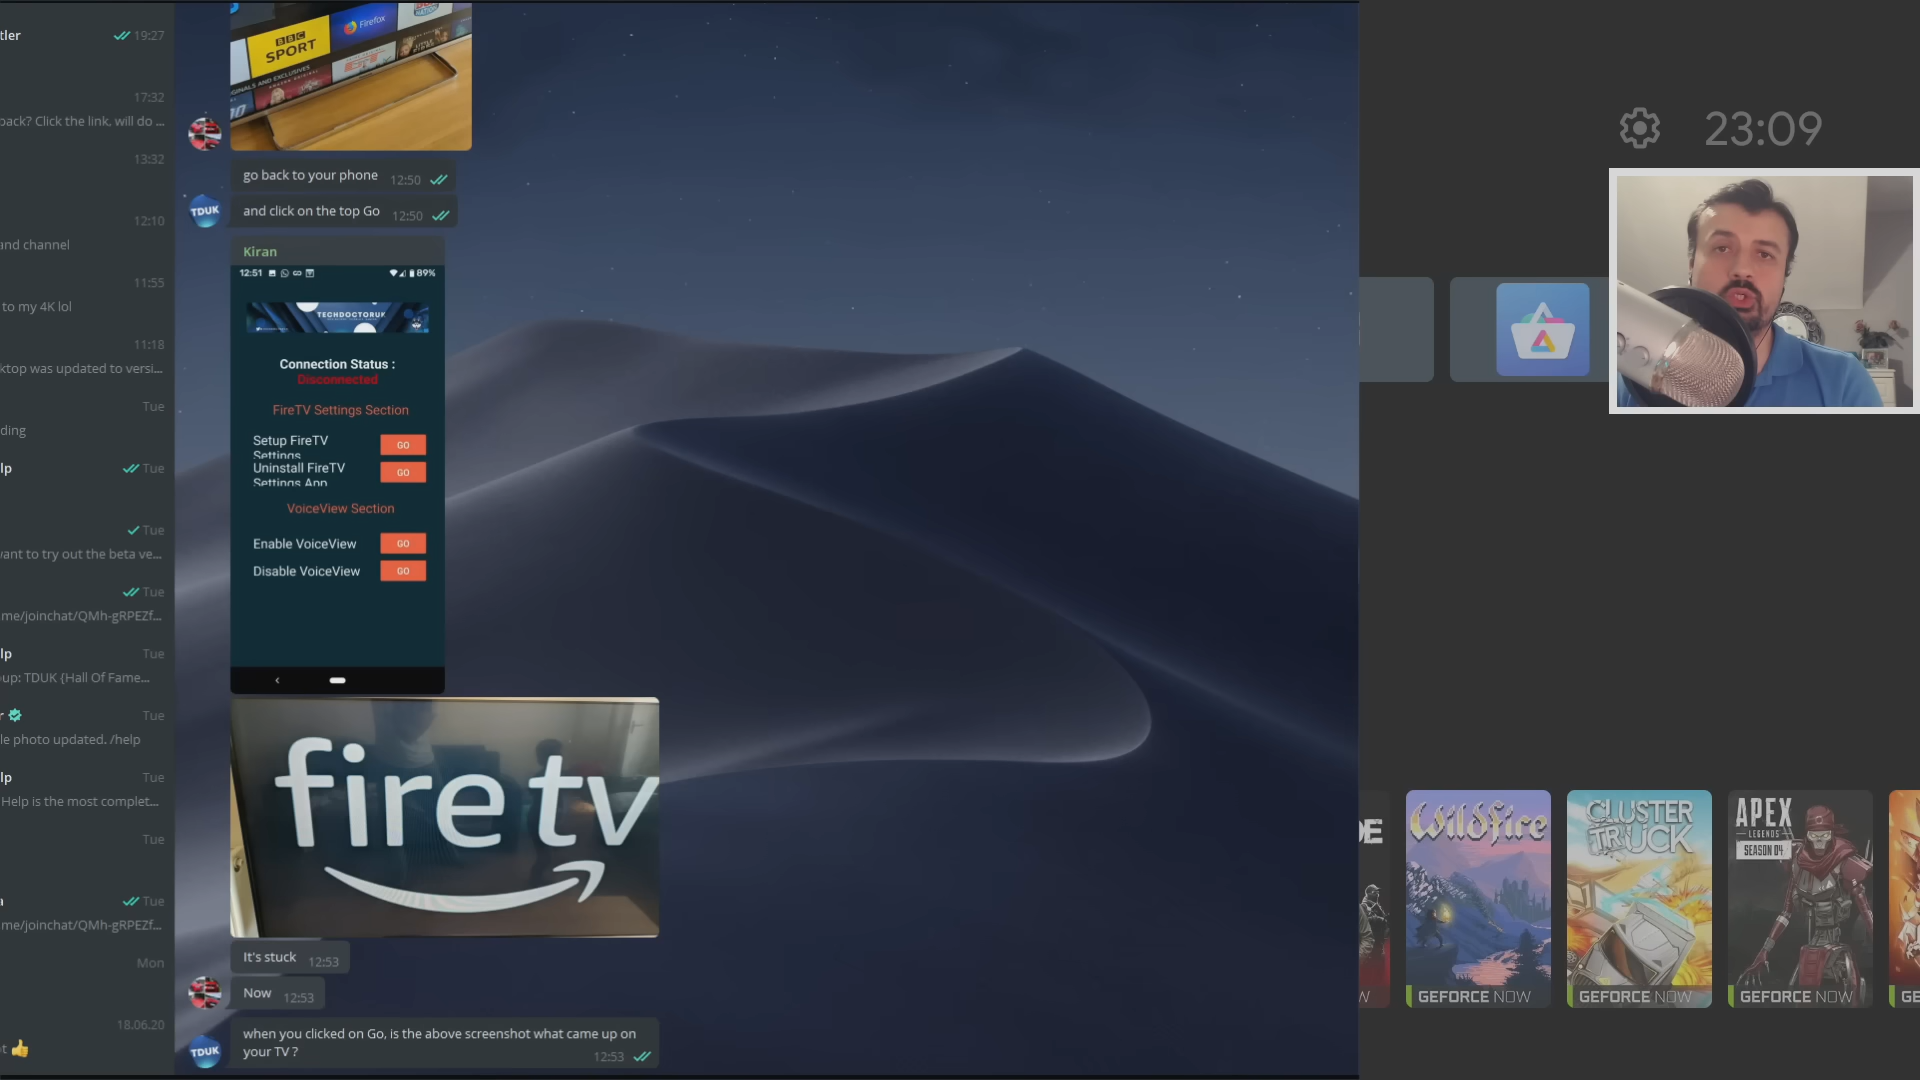 tler
19:27
17:32
back? Click the link, will do ...
13:32
12:10
and channel
11:55
to my 4K lol
11:18
ktop was updated to versi...
Tue
ding
lp
Tue
Tue
vant to try out the beta ve...
Tue
me/joinchat/QMh-gRPEZf...
lp
Tue
oup: TDUK {Hall Of Fame...
r
Tue
le photo updated. /help
lp
Tue
Help is the most complet...
Tue
a
Tue
me/joinchat/QMh-gRPEZf...
Mon
18.06.20
t 👍
BBC
SPORT
Firefox
IGINALS AND EXCLUSIVES
go back to your phone
12:50
TDUK
and click on the top Go
12:50
Kiran
12:51
89%
TECHDOCTORUK
Connection Status :
Disconnected
FireTV Settings Section
Setup FireTV
Settings
GO
Uninstall FireTV
Settings App
GO
VoiceView Section
Enable VoiceView
GO
Disable VoiceView
GO
fire tv
It's stuck
12:53
Now
12:53
TDUK
when you clicked on Go, is the above screenshot what came up on
your TV ?
12:53
23:09
DE
W
Wildfire
GEFORCE NOW
CLUSTER
TRUCK
GEFORCE NOW
APEX
LEGENDS
SEASON 04
GEFORCE NOW
GE